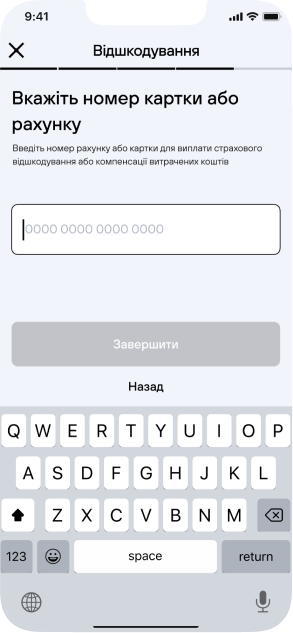 9:41
Відшкодування
Вкажіть номер картки або
рахунку
Введіть номер рахунку або картки для виплати страхового
відшкодування або компенсації витрачених коштів
0000 0000 0000 0000
Завершити
Назад
Q W E R T Y U I O P
A S D F G H J K L
Z X C V B N M
123 space return